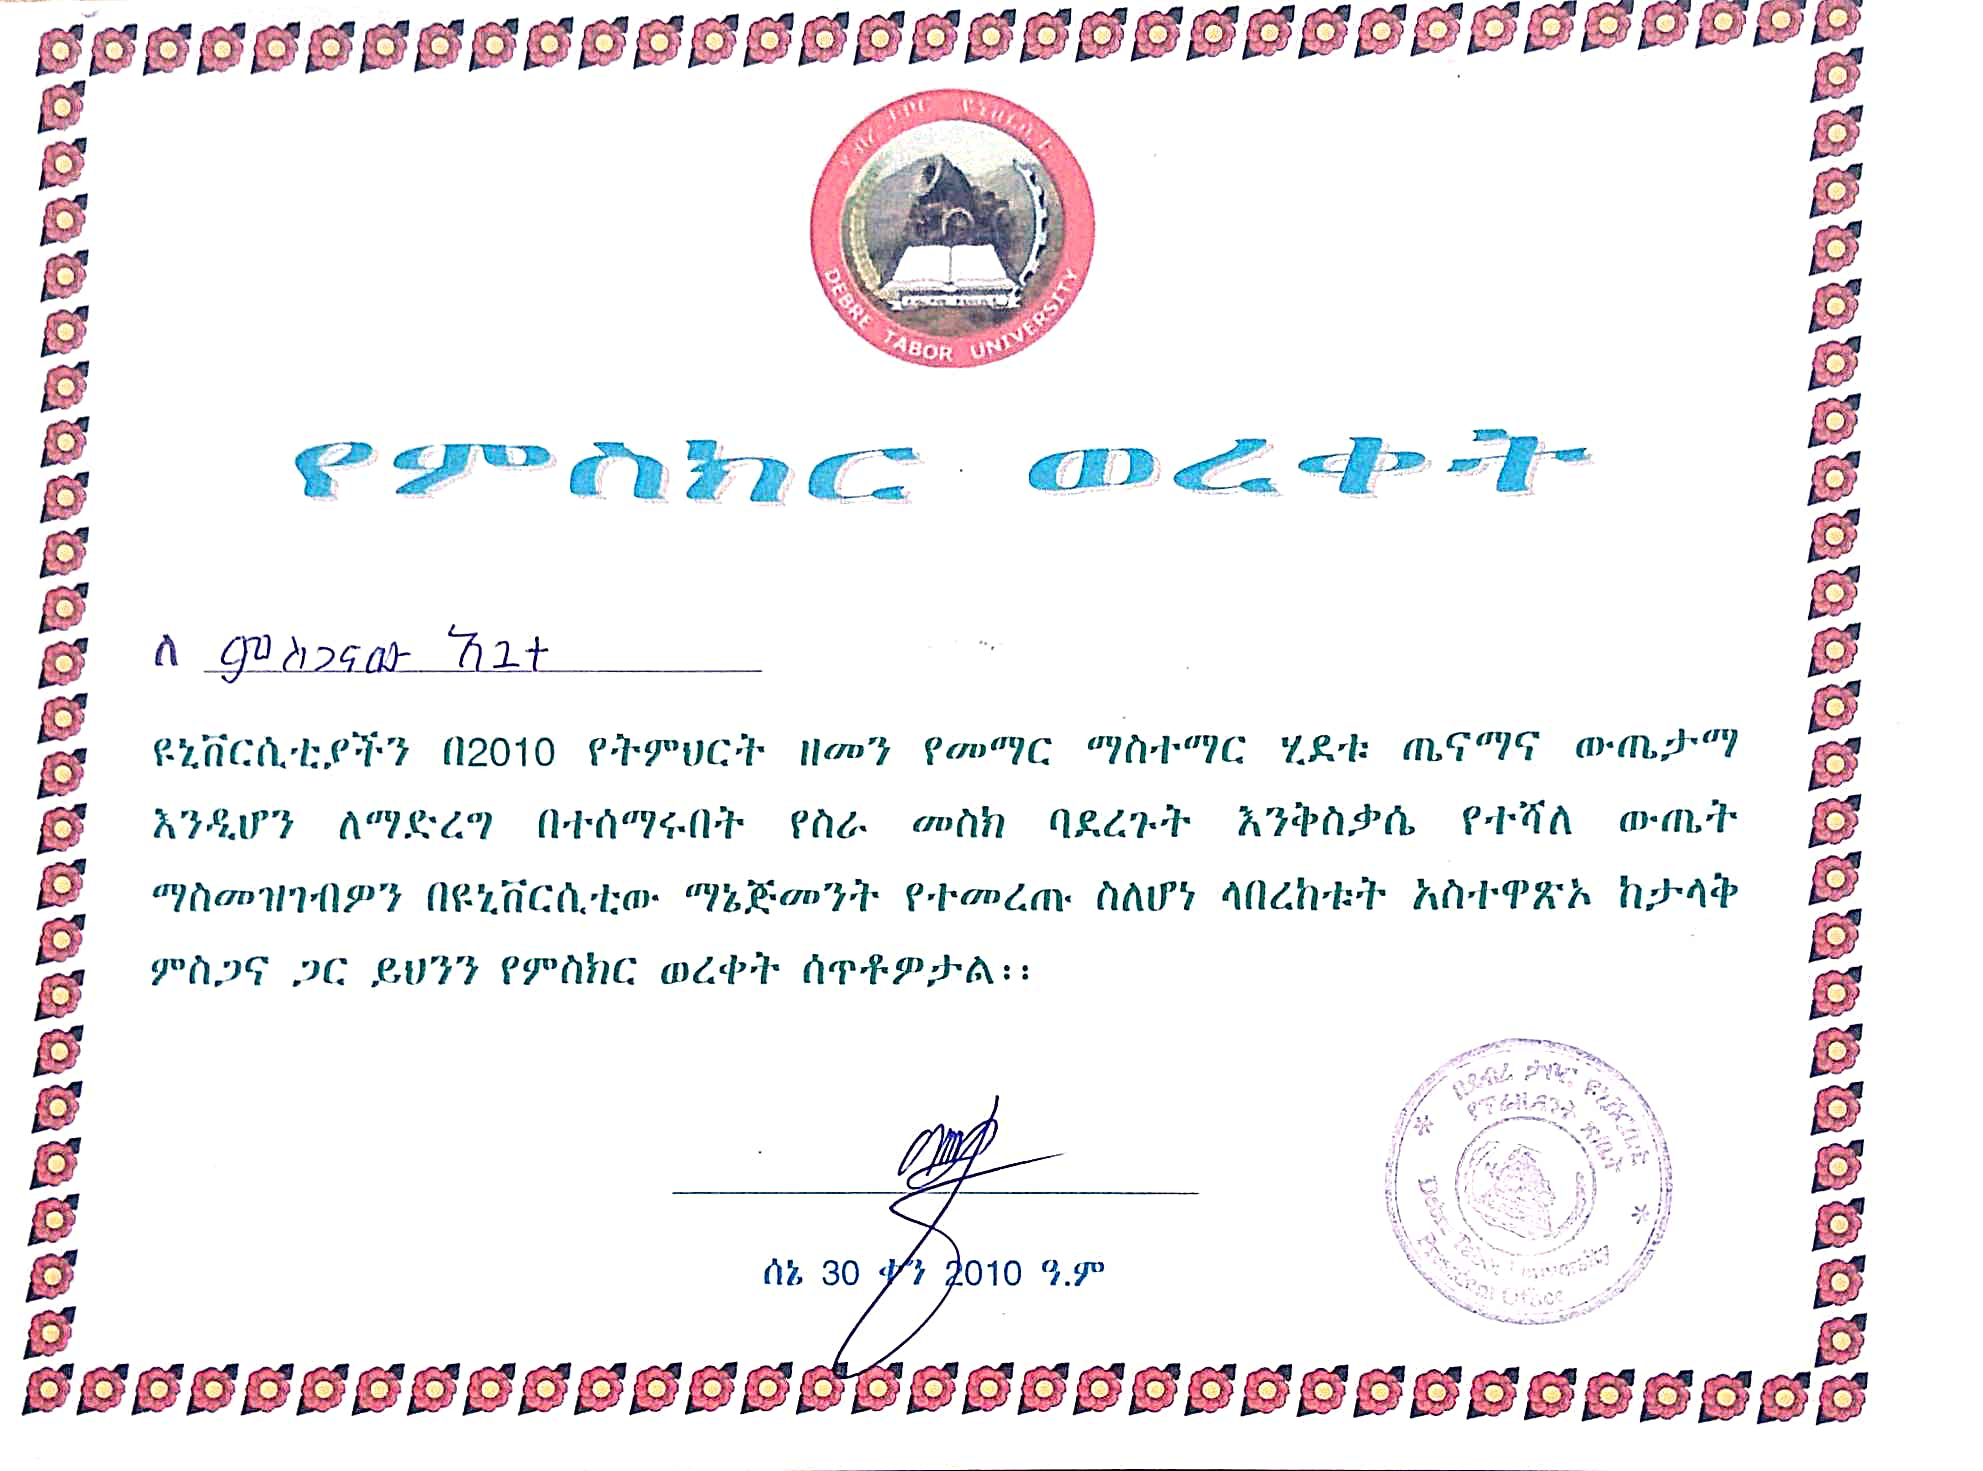 ደብረ ታቦር ዩኒቨርሲቲ
DEBRE TABOR UNIVERSITY
የምስክር ወረቀት
ለ ምስጋናው
ዩኒቨርሲቲያችን በ2010 የትምህርት ዘመን የመማር ማስተማር ሂደቱ ጤናማና ውጤታማ
እንዲሆን ለማድረግ በተሰማሩበት የስራ መስክ ባደረጉት እንቅስቃሴ የተሻለ ውጤት
ማስመዝገብዎን በዩኒቨርሲቲው ማኔጅመንት የተመረጡ ስለሆነ ላበረከቱት አስተዋጽኦ ከታላቅ
ምስጋና ጋር ይህንን የምስክር ወረቀት ሰጥቶዎታል፡፡
ሰኔ 30 ቀን 2010 ዓ.ም
በደብረ ታቦር ዩኒቨርሲቲ
የፕሬዚዳንት ጽ/ቤት
Debre Tabor University
President Office